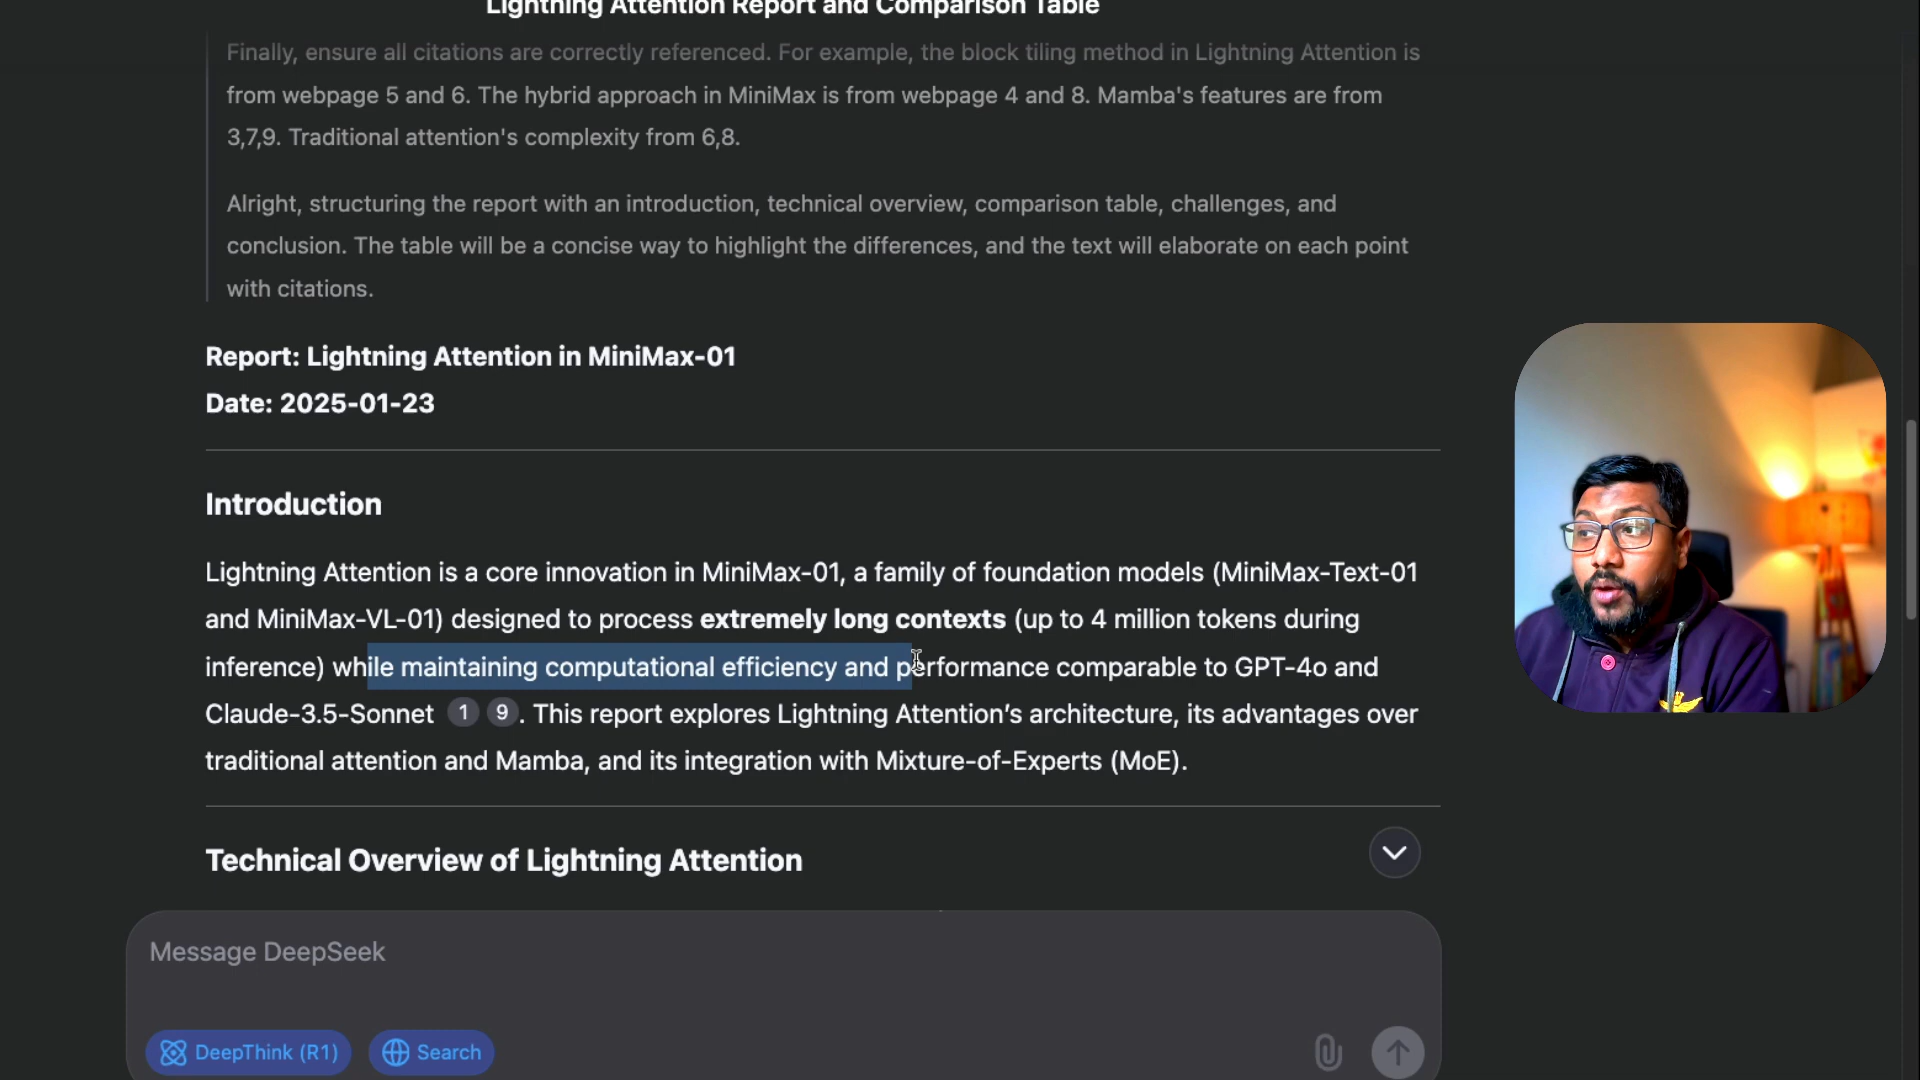 Lightning Attention Report and Comparison Table
Finally, ensure all citations are correctly referenced. For example, the block tiling method in Lightning Attention is
from webpage 5 and 6. The hybrid approach in MiniMax is from webpage 4 and 8. Mamba's features are from
3,7,9. Traditional attention's complexity from 6,8.
Alright, structuring the report with an introduction, technical overview, comparison table, challenges, and
conclusion. The table will be a concise way to highlight the differences, and the text will elaborate on each point
with citations.
Report: Lightning Attention in MiniMax-01
Date: 2025-01-23
Introduction
Lightning Attention is a core innovation in MiniMax-01, a family of foundation models (MiniMax-Text-01
and MiniMax-VL-01) designed to process extremely long contexts (up to 4 million tokens during
inference) while maintaining computational efficiency and performance comparable to GPT-4o and
Claude-3.5-Sonnet 1 9 . This report explores Lightning Attention’s architecture, its advantages over
traditional attention and Mamba, and its integration with Mixture-of-Experts (MoE).
Technical Overview of Lightning Attention
Message DeepSeek
DeepThink (R1) Search